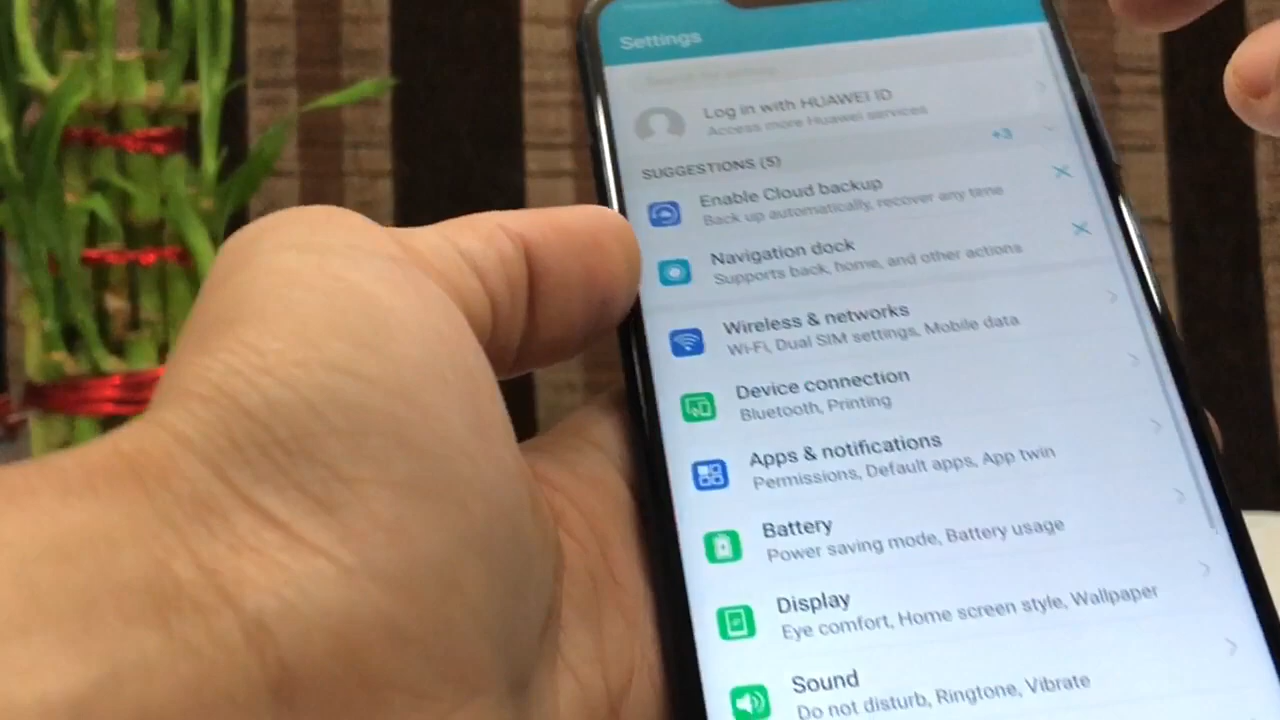 Settings
Log in with HUAWEI ID
Access more Huawei services
SUGGESTIONS (5)
+3
Enable Cloud backup
Back up automatically, recover any time
Navigation dock
Supports back, home, and other actions
Wireless & networks
Wi-Fi, Dual SIM settings, Mobile data
Device connection
Bluetooth, Printing
Apps & notifications
Permissions, Default apps, App twin
Battery
Power saving mode, Battery usage
Display
Eye comfort, Home screen style, Wallpaper
Sound
Do not disturb, Ringtone, Vibrate